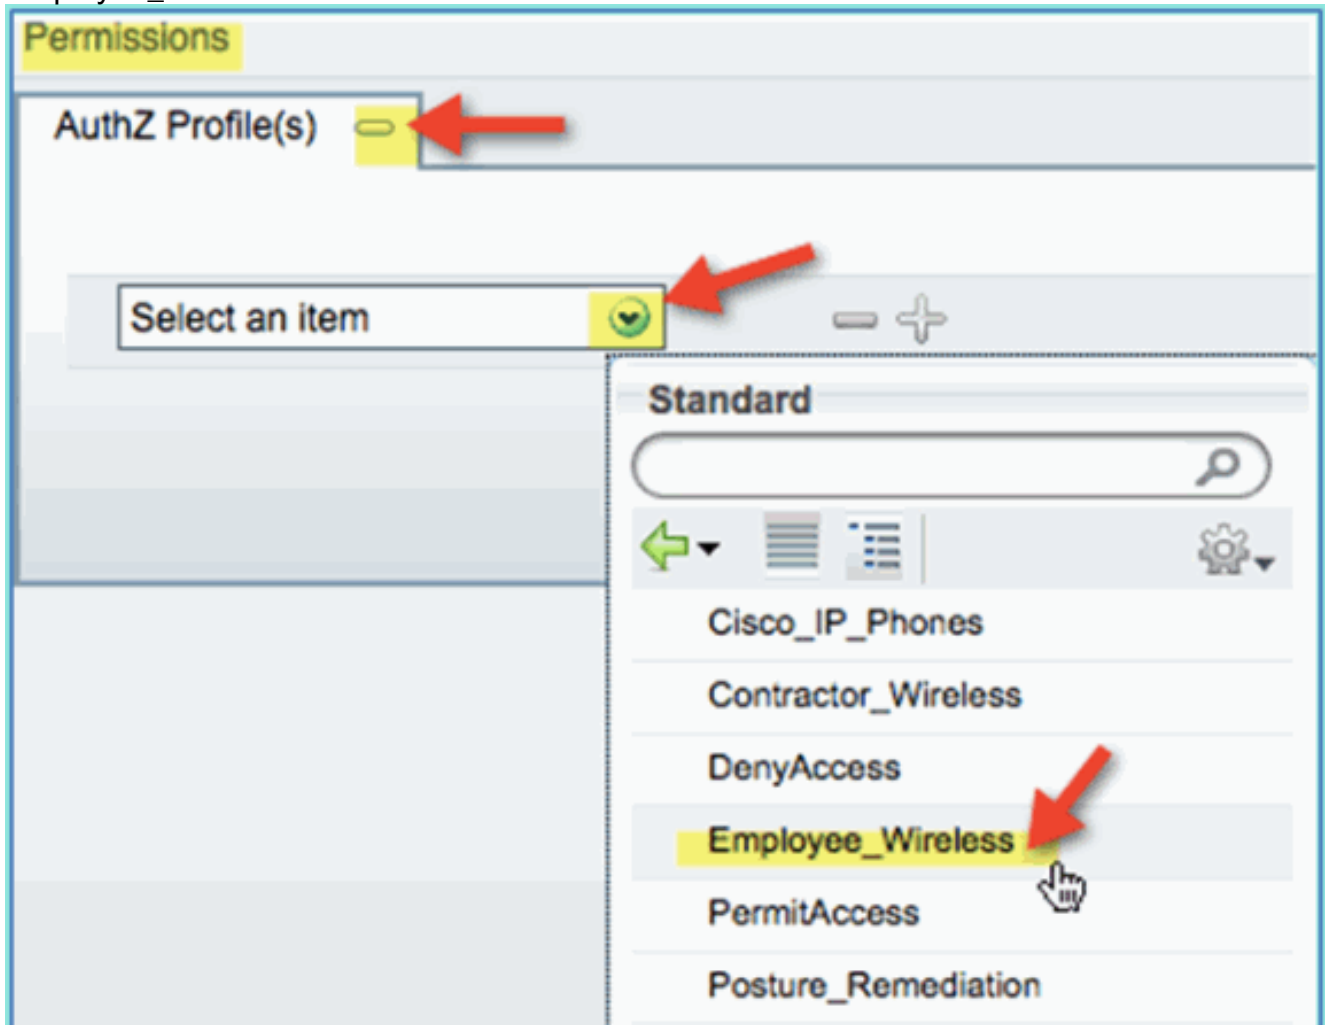 Permissions
AuthZ Profile(s)
Select an item
Standard
Cisco_IP_Phones
Contractor_Wireless
DenyAccess
Employee_Wireless
PermitAccess
Posture_Remediation